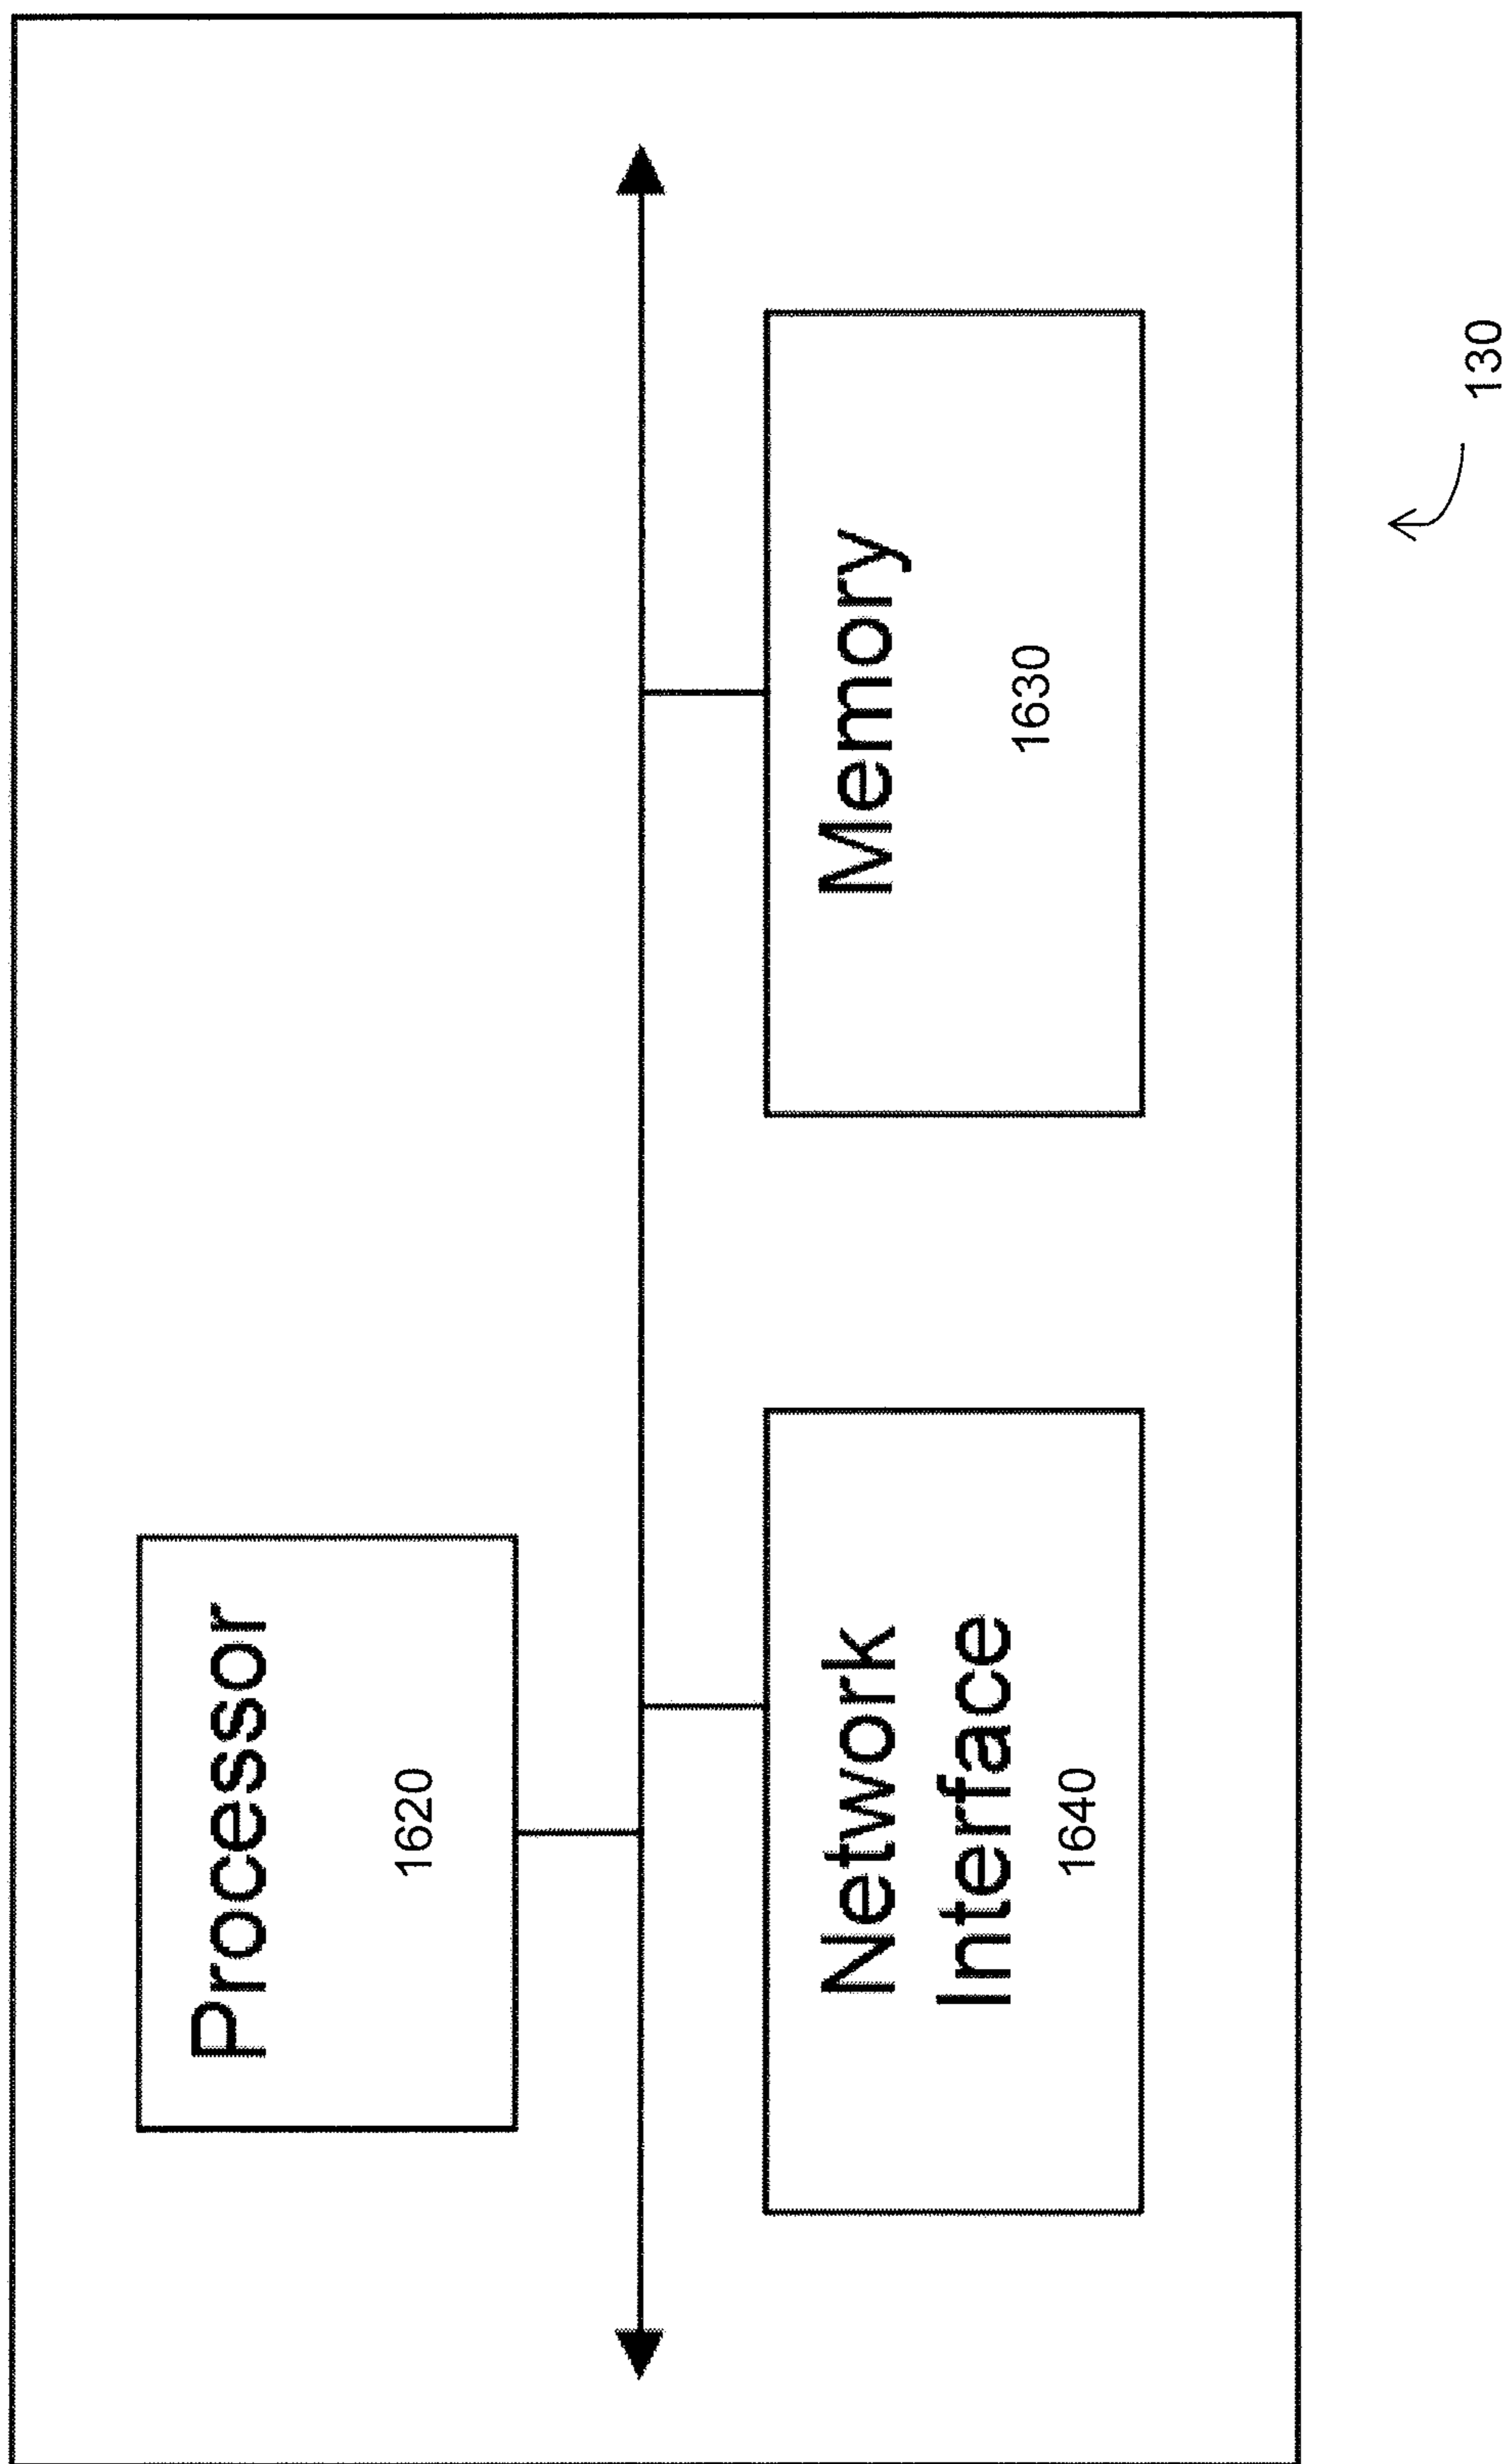 Processor
1620
Network
Interface
1640
Memory
1630
130